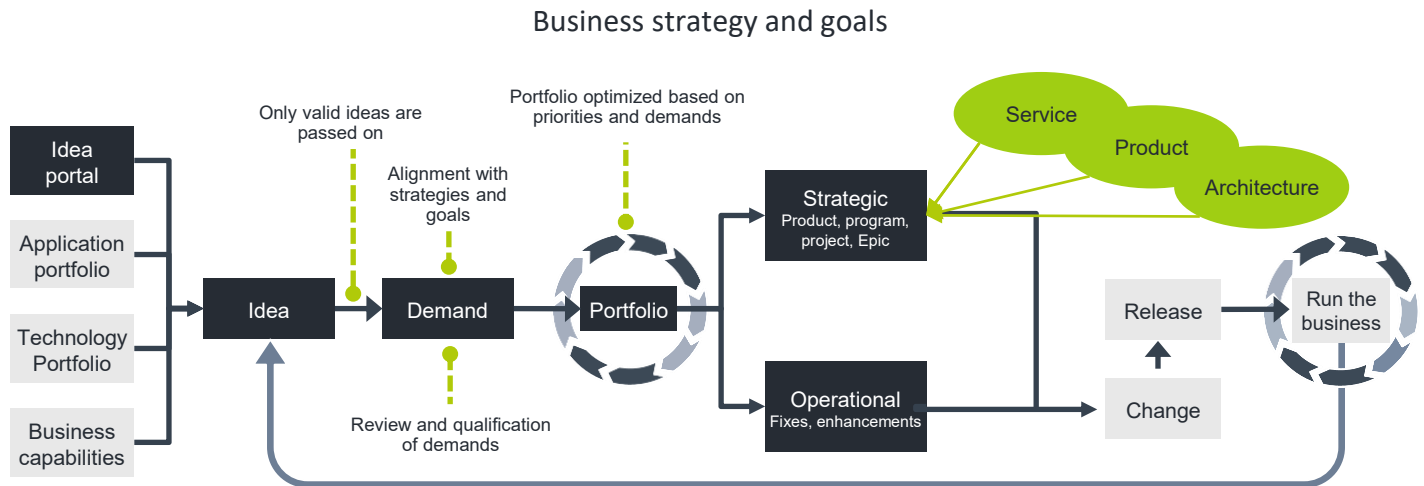 Business strategy and goals
Idea
portal
Application
portfolio
Technology
Portfolio
Business
capabilities
Only valid ideas are
passed on
Idea
Alignment with
strategies and
goals
Demand
Review and qualification
of demands
Portfolio optimized based on
priorities and demands
Portfolio
Strategic
Product, program,
project, Epic
Operational
Fixes, enhancements
Service
Product
Architecture
Release
Change
Run the
business